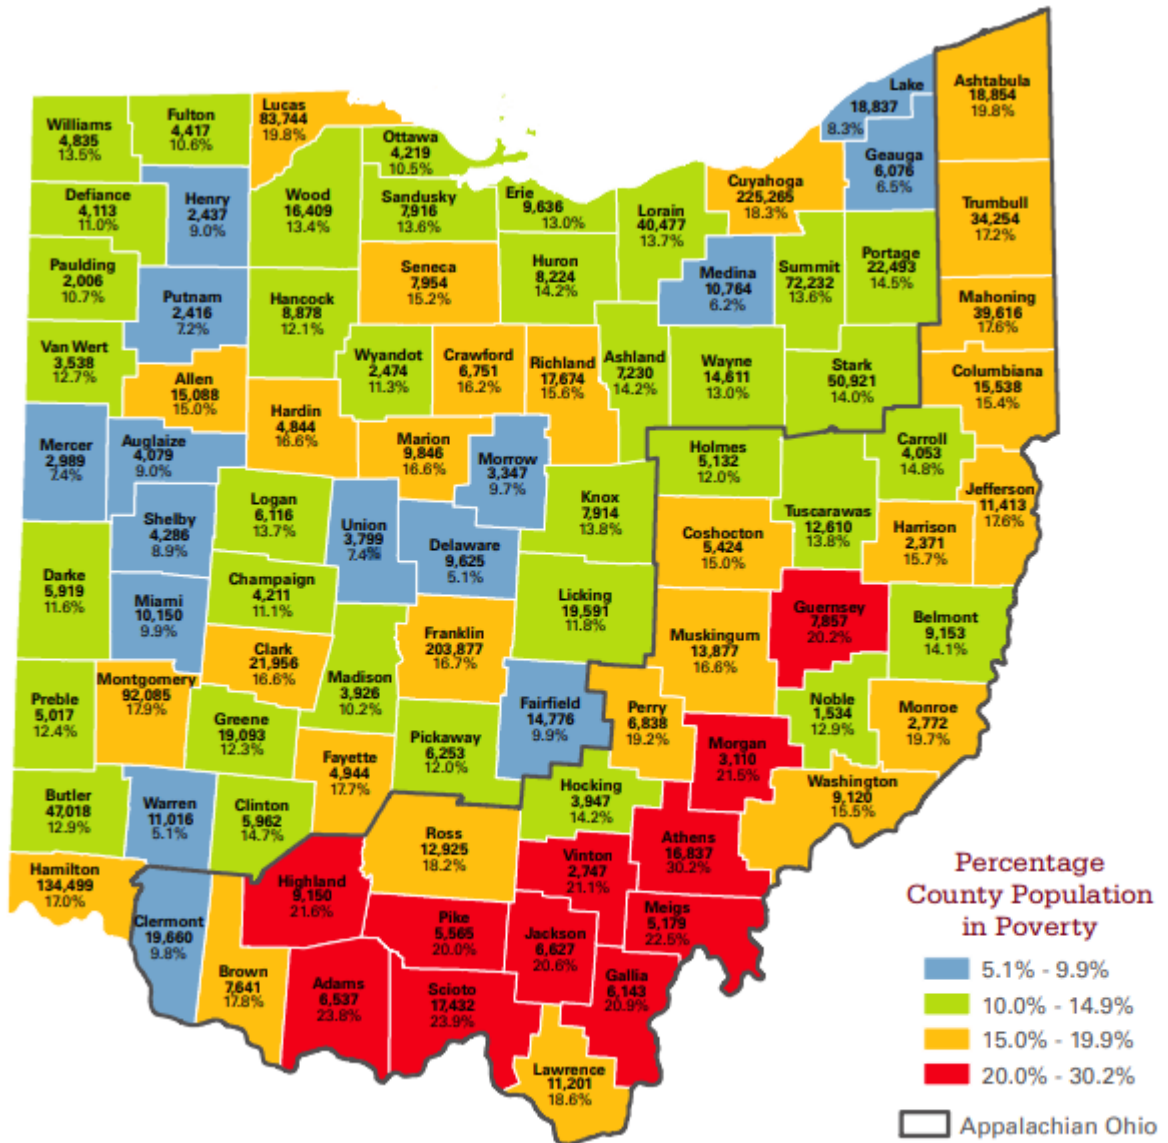 Lake
18,837
8.3%
Ashtabula
18,854
19.8%
Williams
4,835
13.5%
Fulton
4,417
10.6%
Lucas
83,744
19.8%
Ottawa
4,219
10.5%
Geauga
6,076
6.5%
Defiance
4,113
11.0%
Henry
2,437
9.0%
Wood
16,409
13.4%
Sandusky
7,916
13.6%
Erie
9,636
13.0%
Lorain
40,477
13.7%
Cuyahoga
225,265
18.3%
Trumbull
34,254
17.2%
Paulding
2,006
10.7%
Putnam
2,416
7.2%
Hancock
8,878
12.1%
Seneca
7,954
15.2%
Huron
8,224
14.2%
Medina
10,764
6.2%
Summit
72,232
13.6%
Portage
22,493
14.5%
Mahoning
39,616
17.6%
Van Wert
3,538
12.7%
Allen
15,088
15.0%
Wyandot
2,474
11.3%
Crawford
6,751
16.2%
Richland
17,674
15.6%
Ashland
7,230
14.2%
Wayne
14,611
13.0%
Stark
50,921
14.0%
Columbiana
15,538
15.4%
Mercer
2,989
7.4%
Auglaize
4,079
9.0%
Hardin
4,844
16.6%
Marion
9,846
16.6%
Morrow
3,347
9.7%
Holmes
5,132
12.0%
Carroll
4,053
14.8%
Jefferson
11,413
17.6%
Shelby
4,286
8.9%
Logan
6,116
13.7%
Union
3,799
7.4%
Delaware
9,625
5.1%
Knox
7,914
13.8%
Coshocton
5,424
15.0%
Tuscarawas
12,610
13.8%
Harrison
2,371
15.7%
Darke
5,919
11.6%
Miami
10,150
9.9%
Champaign
4,211
11.1%
Licking
19,591
11.8%
Guernsey
7,857
20.2%
Belmont
9,153
14.1%
Clark
21,956
16.6%
Franklin
203,877
16.7%
Muskingum
13,877
16.6%
Preble
5,017
12.4%
Montgomery
92,085
17.9%
Madison
3,926
10.2%
Greene
19,093
12.3%
Fairfield
14,776
9.9%
Perry
6,838
19.2%
Noble
1,534
12.9%
Monroe
2,772
19.7%
Pickaway
6,253
12.0%
Morgan
3,110
21.5%
Fayette
4,944
17.7%
Washington
9,120
15.5%
Butler
47,018
12.9%
Warren
11,016
5.1%
Clinton
5,962
14.7%
Hocking
3,947
14.2%
Ross
12,925
18.2%
Athens
16,837
30.2%
Hamilton
134,499
17.0%
Highland
9,150
21.6%
Vinton
2,747
21.1%
Clermont
19,660
9.8%
Pike
5,565
20.0%
Jackson
6,627
20.6%
Meigs
5,179
22.5%
Brown
7,641
17.8%
Adams
6,537
23.8%
Scioto
17,432
23.9%
Gallia
6,143
20.9%
Lawrence
11,201
18.6%
Percentage
County Population
in Poverty
5.1% - 9.9%
10.0% - 14.9%
15.0% - 19.9%
20.0% - 30.2%
Appalachian Ohio